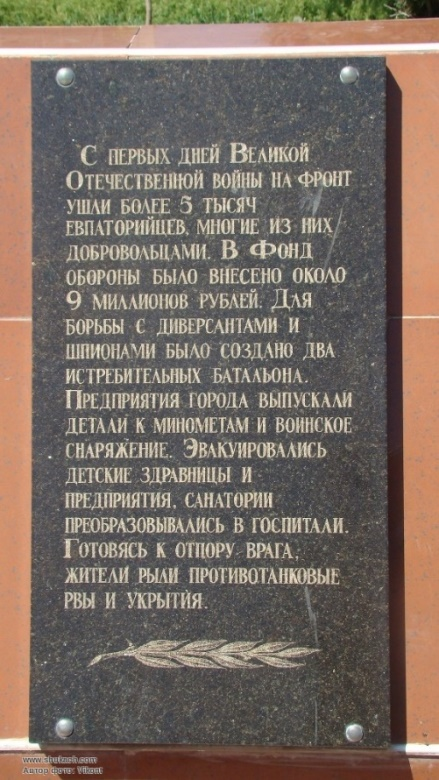 С первых дней Великой
Отечественной войны на фронт
ушли более 5 тысяч
евпаторийцев, многие из них
добровольцами. В Фонд
обороны было внесено около
9 миллионов рублей. Для
борьбы с диверсантами и
шпионами было создано два
истребительных батальона.
Предприятия города выпускали
детали к минометам и воинское
снаряжение. Эвакуировались
детские здравницы и
предприятия, санатории
преобразовывались в госпитали.
Готовясь к отпору врага,
жители рыли противотанковые
рвы и укрытия.
Автор фото: Vikont